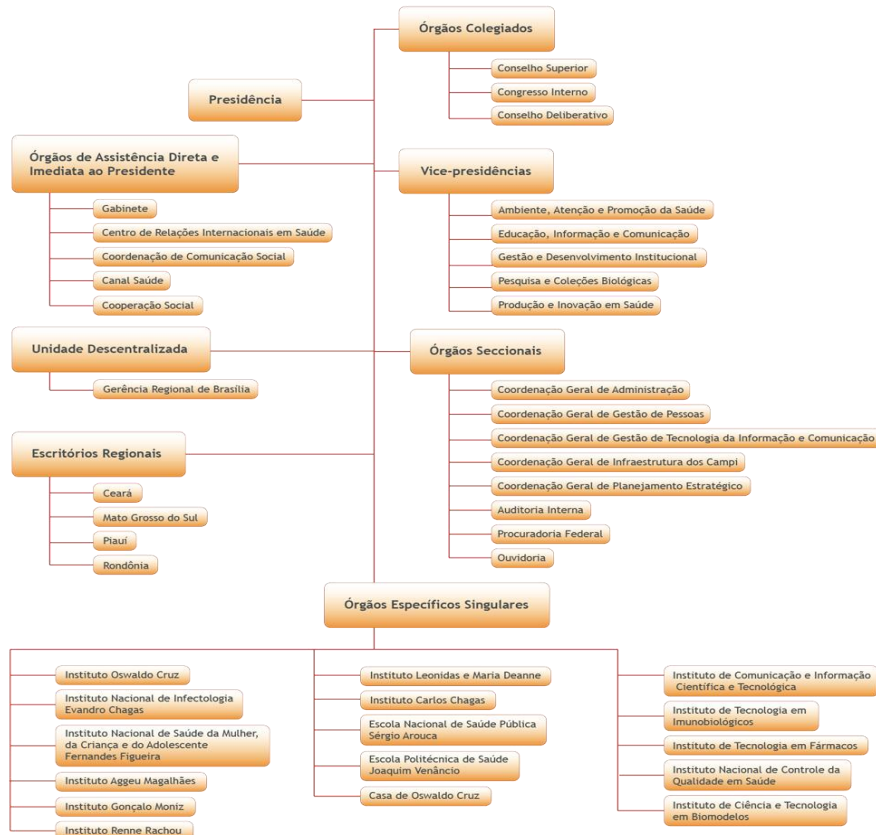 Órgãos Colegiados
Conselho Superior
Congresso Interno
Conselho Deliberativo
Presidência
Órgãos de Assistência Direta e
Imediata ao Presidente
Gabinete
Centro de Relações Internacionais em Saúde
Coordenação de Comunicação Social
Canal Saúde
Cooperação Social
Vice-presidências
Ambiente, Atenção e Promoção da Saúde
Educação, Informação e Comunicação
Gestão e Desenvolvimento Institucional
Pesquisa e Coleções Biológicas
Produção e Inovação em Saúde
Unidade Descentralizada
Gerência Regional de Brasília
Órgãos Seccionais
Coordenação Geral de Administração
Coordenação Geral de Gestão de Pessoas
Coordenação Geral de Gestão de Tecnologia da Informação e Comunicação
Coordenação Geral de Infraestrutura dos Campi
Coordenação Geral de Planejamento Estratégico
Auditoria Interna
Procuradoria Federal
Ouvidoria
Escritórios Regionais
Ceará
Mato Grosso do Sul
Piauí
Rondônia
Órgãos Específicos Singulares
Instituto Oswaldo Cruz
Instituto Nacional de Infectologia
Evandro Chagas
Instituto Nacional de Saúde da Mulher,
da Criança e do Adolescente
Fernandes Figueira
Instituto Aggeu Magalhães
Instituto Gonçalo Moniz
Instituto Renne Rachou
Instituto Leonidas e Maria Deanne
Instituto Carlos Chagas
Escola Nacional de Saúde Pública
Sérgio Arouca
Escola Politécnica de Saúde
Joaquim Venâncio
Casa de Oswaldo Cruz
Instituto de Comunicação e Informação
Científica e Tecnológica
Instituto de Tecnologia em
Imunobiológicos
Instituto de Tecnologia em Fármacos
Instituto Nacional de Controle da
Qualidade em Saúde
Instituto de Ciência e Tecnologia
em Biomodelos